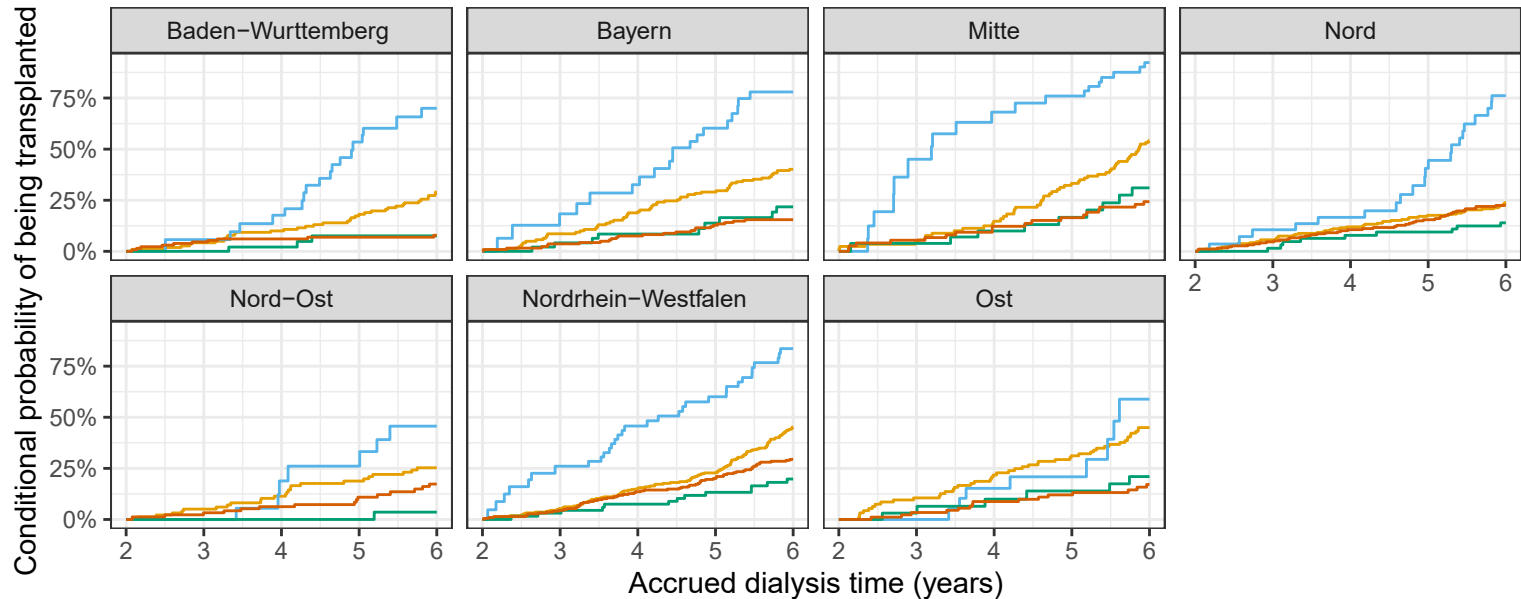 Conditional probability of being transplanted
Baden−Wurttemberg
Bayern
Mitte
Nord
75%
50%
25%
0%
2 3 4 5 6
Nord−Ost
Nordrhein−Westfalen
Ost
75%
50%
25%
0%
2 3 4 5 6
2 3 4 5 6
2 3 4 5 6
Accrued dialysis time (years)